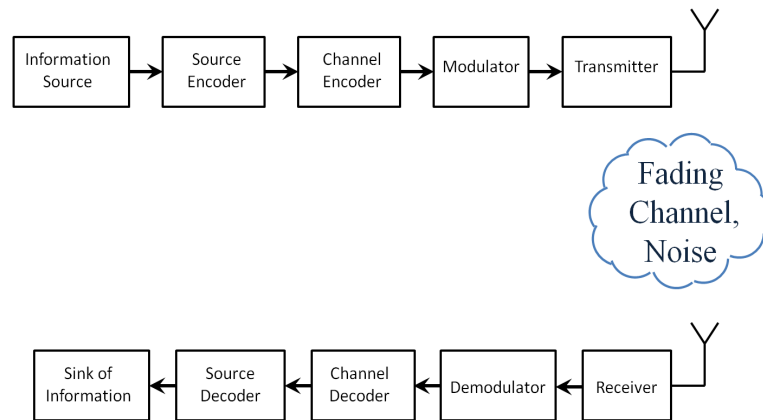 Information
Source
Source
Encoder
Channel
Encoder
Modulator
Transmitter
Fading
Channel,
Noise
Sink of
Information
Source
Decoder
Channel
Decoder
Demodulator
Receiver